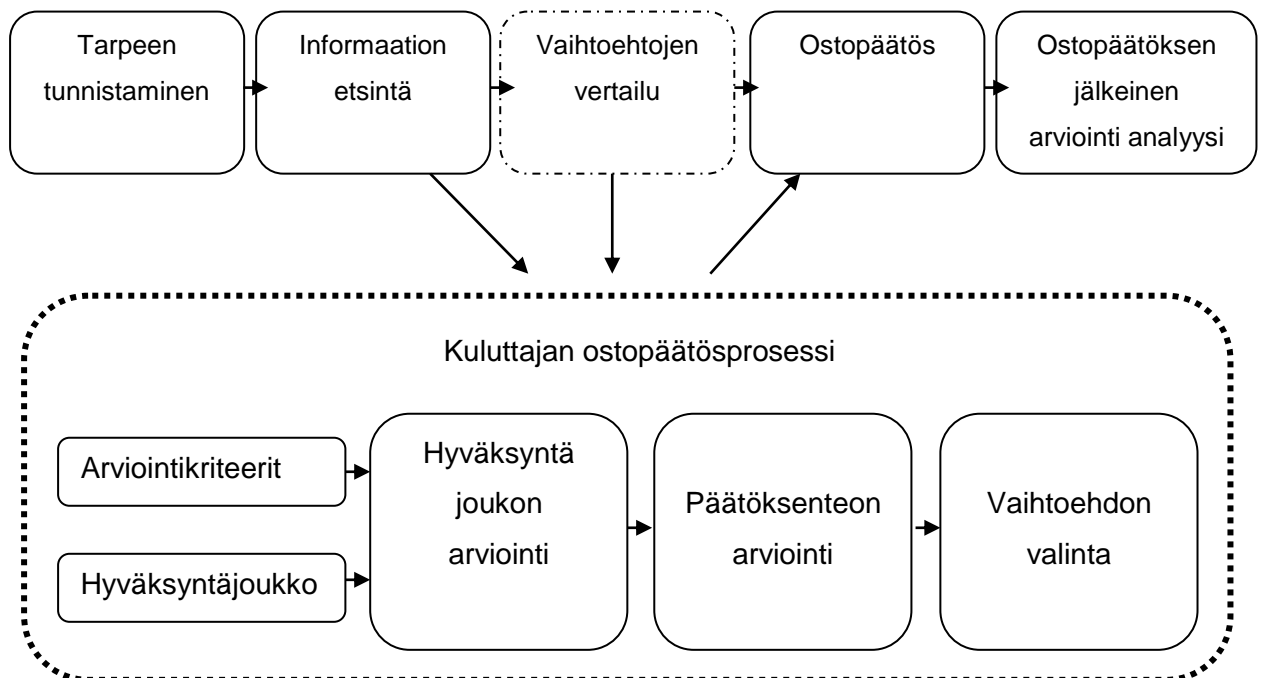 Tarpeen
tunnistaminen
Informaation
etsintä
Vaihtoehtojen
vertailu
Ostopäätös
Ostopäätöksen
jälkeinen
arviointi analyysi
Kuluttajan ostopäätösprosessi
Arviointikriteerit
Hyväksyntäjoukko
Hyväksyntä
joukon
arviointi
Päätöksenteon
arviointi
Vaihtoehdon
valinta